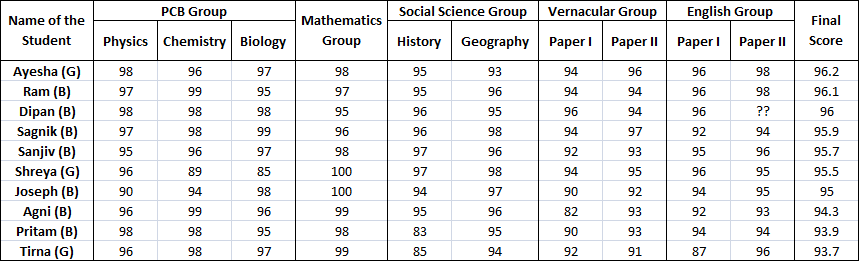 Name of the Student PCB Group Mathematics Group Social Science Group Vernacular Group English Group Final Score
Physics Chemistry Biology History Geography Paper I Paper II Paper I Paper II
Ayesha (G) 98 96 97 98 95 93 94 96 96 98 96.2
Ram (B) 97 99 95 97 95 96 94 94 96 98 96.1
Dipan (B) 98 98 98 95 96 95 96 94 96 ?? 96
Sagnik (B) 97 98 99 96 96 98 94 97 92 94 95.9
Sanjiv (B) 95 96 97 98 97 96 92 93 95 96 95.7
Shreya (G) 96 89 85 100 97 98 94 95 96 95 95.5
Joseph (B) 90 94 98 100 94 97 90 92 94 95 95
Agni (B) 96 99 96 99 95 96 82 93 92 93 94.3
Pritam (B) 98 98 95 98 83 95 90 93 94 94 93.9
Tirna (G) 96 98 97 99 85 94 92 91 87 96 93.7